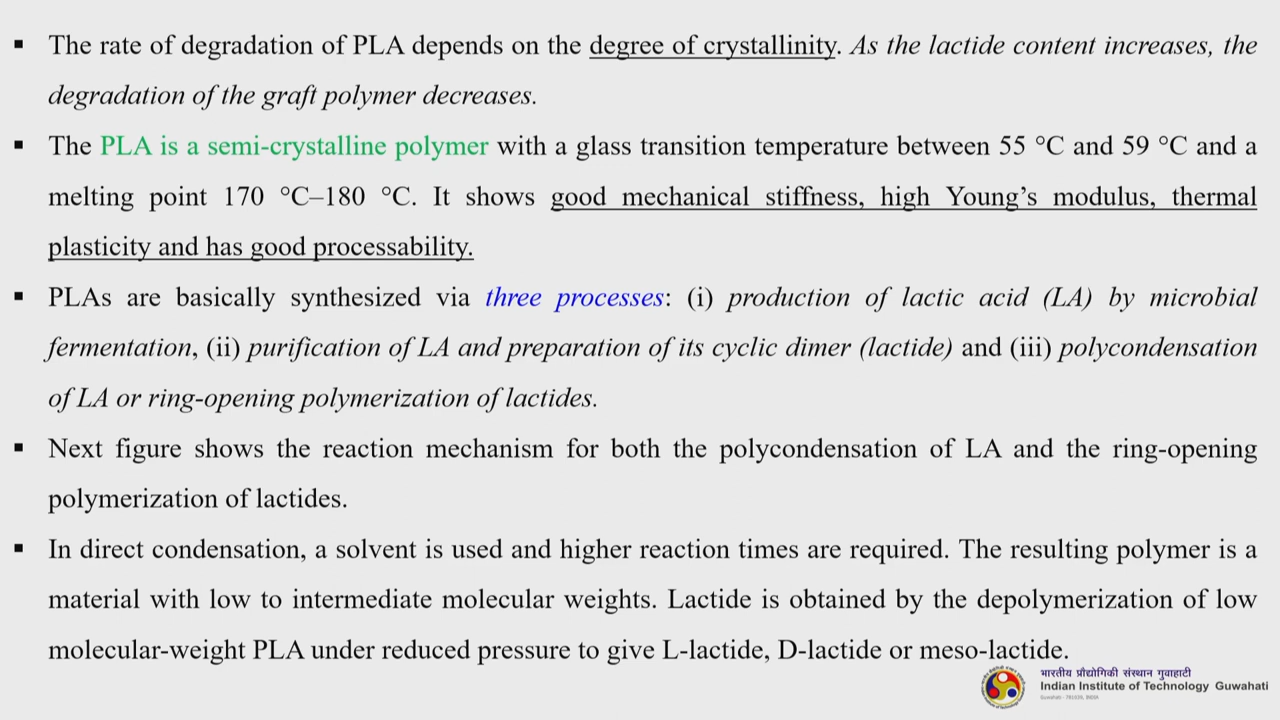 ▪ The rate of degradation of PLA depends on the degree of crystallinity. As the lactide content increases, the
degradation of the graft polymer decreases.
▪ The PLA is a semi-crystalline polymer with a glass transition temperature between 55 °C and 59 °C and a
melting point 170 °C–180 °C. It shows good mechanical stiffness, high Young’s modulus, thermal
plasticity and has good processability.
▪ PLAs are basically synthesized via three processes: (i) production of lactic acid (LA) by microbial
fermentation, (ii) purification of LA and preparation of its cyclic dimer (lactide) and (iii) polycondensation
of LA or ring-opening polymerization of lactides.
▪ Next figure shows the reaction mechanism for both the polycondensation of LA and the ring-opening
polymerization of lactides.
▪ In direct condensation, a solvent is used and higher reaction times are required. The resulting polymer is a
material with low to intermediate molecular weights. Lactide is obtained by the depolymerization of low
molecular-weight PLA under reduced pressure to give L-lactide, D-lactide or meso-lactide.
भारतीय प्रौद्योगिकी संस्थान गुवाहाटी
Indian Institute of Technology Guwahati
Guwahati - 781039, INDIA